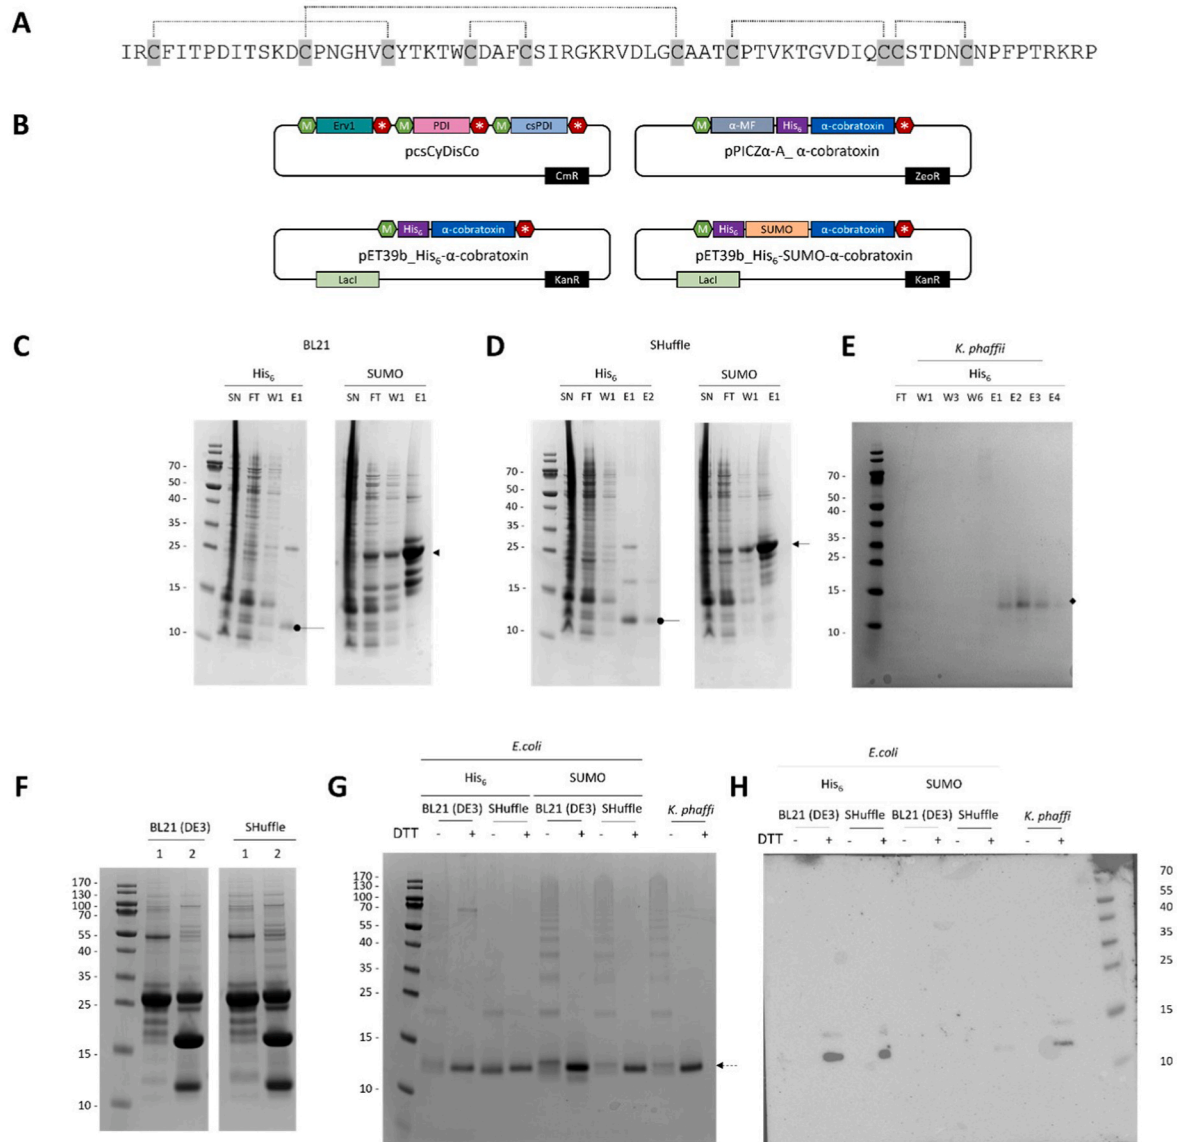 A
IRCFITPDITSKDCPNGHVCYTKTWCDAFCSIRGKRVDLGCAATCPTVKTGVDIQCCSTDNCNPFPTRKRP
B
M Erv1 * M PDI * M csPDI *
pcsCyDisCo
CmR
M α-MF His6 α-cobratoxin *
pPICZα-A_ α-cobratoxin
ZeoR
M His6 α-cobratoxin *
pET39b_His6-α-cobratoxin
LacI KanR
M His6 SUMO α-cobratoxin *
pET39b_His6-SUMO-α-cobratoxin
LacI KanR
C
BL21
His6 SUMO
SN FT W1 E1 SN FT W1 E1
70 -
50 -
40 -
35 -
25 -
15 -
10 -
D
SHuffle
His6 SUMO
SN FT W1 E1 E2 SN FT W1 E1
70 -
50 -
40 -
35 -
25 -
15 -
10 -
E
K. phaffii
His6
FT W1 W3 W6 E1 E2 E3 E4
70 -
50 -
40 -
35 -
25 -
15 -
10 -
F
BL21 (DE3) SHuffle
1 2 1 2
170 -
130 -
100 -
70 -
55 -
40 -
35 -
25 -
15 -
10 -
G
E.coli
His6 SUMO
BL21 (DE3) SHuffle BL21 (DE3) SHuffle K. phaffi
DTT - + - + - + - + - +
170 -
130 -
100 -
70 -
55 -
40 -
35 -
25 -
15 -
10 -
H
E.coli
His6 SUMO
BL21 (DE3) SHuffle BL21 (DE3) SHuffle K. phaffi
DTT - + - + - + - + - +
70
55
40
35
25
15
10